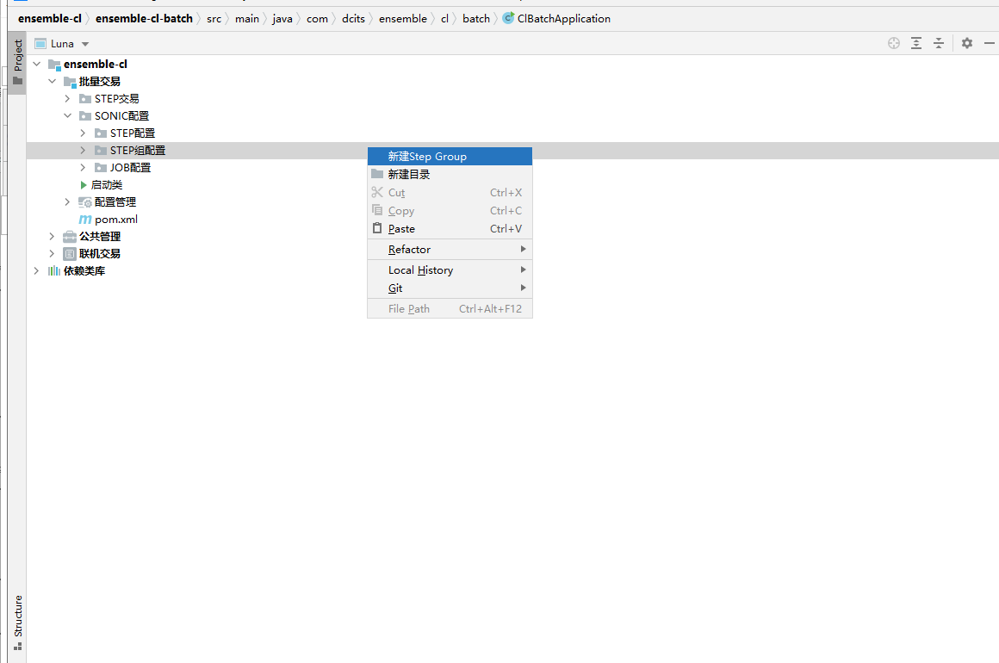 ensemble-cl ensemble-cl-batch src main java com dcits ensemble cl batch ClBatchApplication
Project
Luna
ensemble-cl
批量交易
STEP交易
SONIC配置
STEP配置
STEP组配置
JOB配置
启动类
配置管理
pom.xml
公共管理
联机交易
依赖类库
新建Step Group
新建目录
Cut Ctrl+X
Copy Ctrl+C
Paste Ctrl+V
Refactor
Local History
Git
File Path Ctrl+Alt+F12
Structure